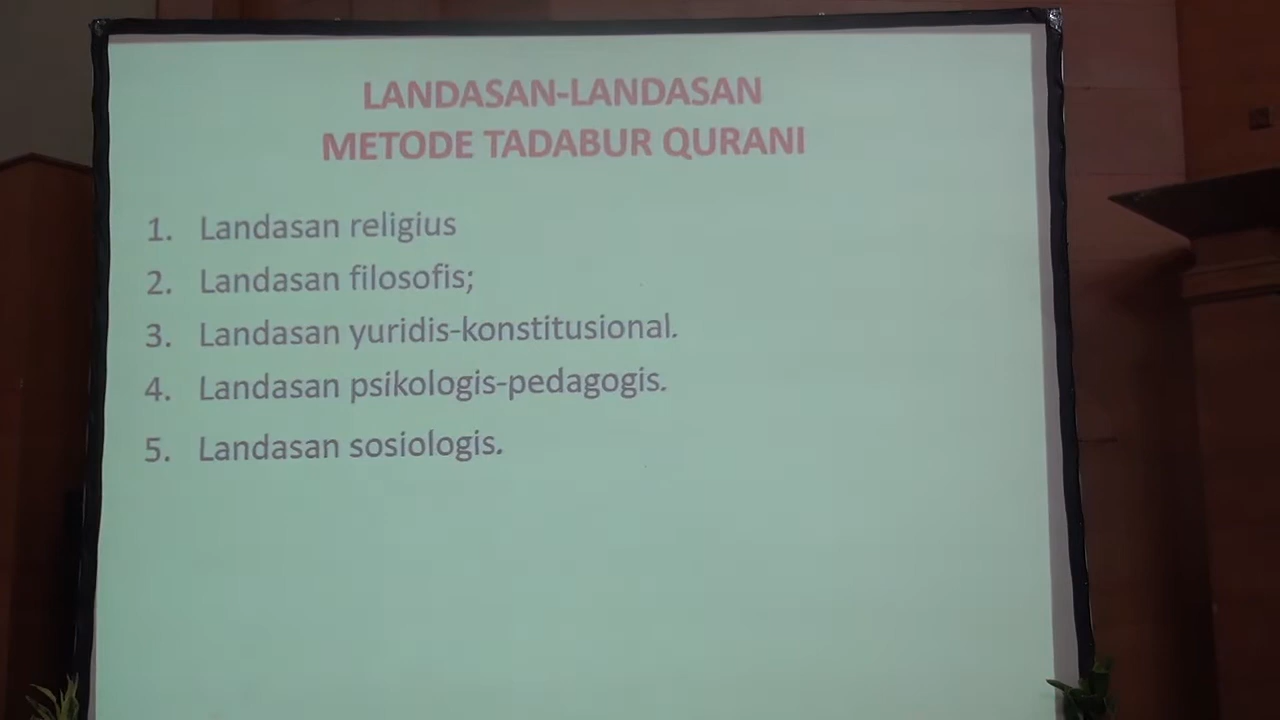 LANDASAN-LANDASAN
METODE TADABUR QURANI
1. Landasan religius
2. Landasan filosofis;
3. Landasan yuridis-konstitusional.
4. Landasan psikologis-pedagogis.
5. Landasan sosiologis.